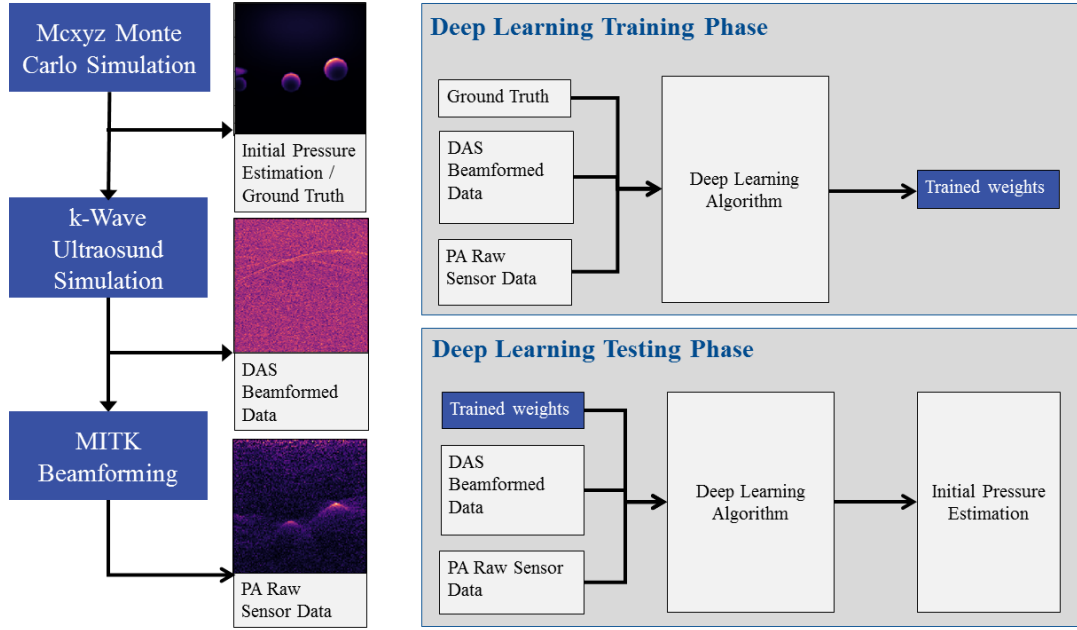 Mcxyz Monte
Carlo Simulation
Initial Pressure
Estimation /
Ground Truth
k-Wave
Ultraosund
Simulation
DAS
Beamformed
Data
MITK
Beamforming
PA Raw
Sensor Data
Deep Learning Training Phase
Ground Truth
DAS
Beamformed
Data
PA Raw
Sensor Data
Deep Learning
Algorithm
Trained weights
Deep Learning Testing Phase
Trained weights
DAS
Beamformed
Data
PA Raw Sensor
Data
Deep Learning
Algorithm
Initial Pressure
Estimation